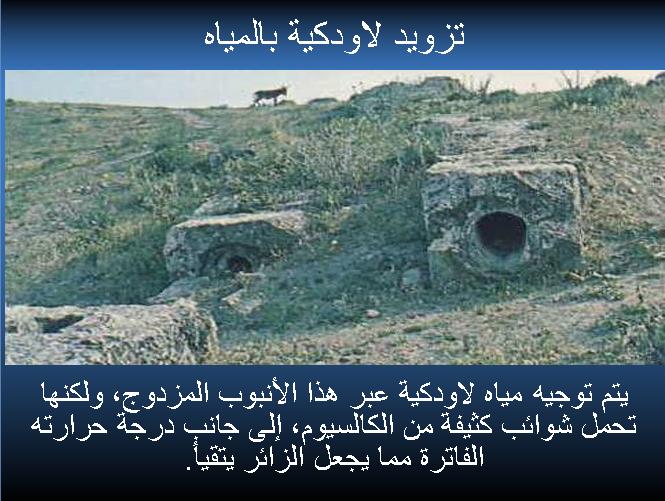 تزويد لاودكية بالمياه
يتم توجيه مياه لاودكية عبر هذا الأنبوب المزدوج، ولكنها
تحمل شوائب كثيفة من الكالسيوم، إلى جانب درجة حرارته
الفاترة مما يجعل الزائر يتقيأ.